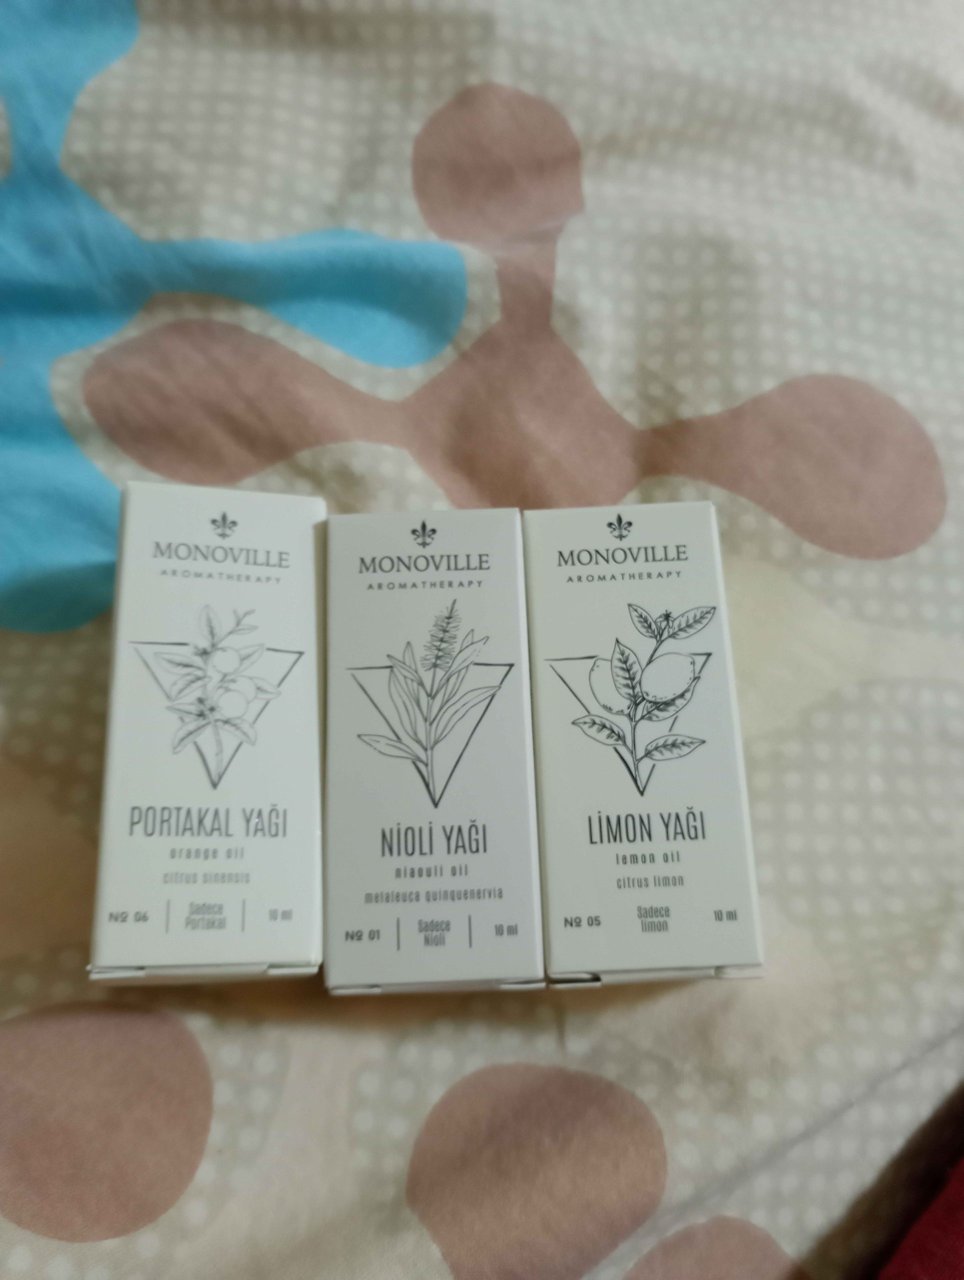 MONOVILLE
AROMATHERAPY
PORTAKAL YAĞI
orange oil
citrus sinensis
Nº 06
Sadece
Portakal
10 ml
MONOVILLE
AROMATHERAPY
NİOLİ YAĞI
niaouli oil
melaleuca quinquenervia
Nº 01
Sadece
Nioli
10 ml
MONOVILLE
AROMATHERAPY
LİMON YAĞI
lemon oil
citrus limon
Nº 05
Sadece
limon
10 ml